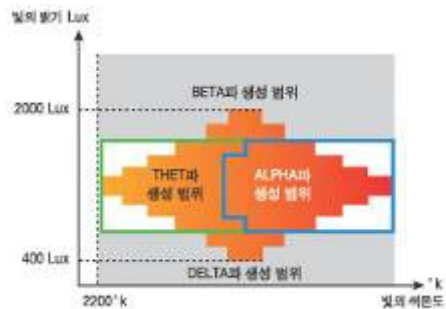 빛의 밝기 Lux
BETA파 생성 범위
2000 Lux
THET파
생성 범위
ALPHA파
생성 범위
400 Lux
DELTA파 생성 범위
°k
2200°k
빛의 색온도